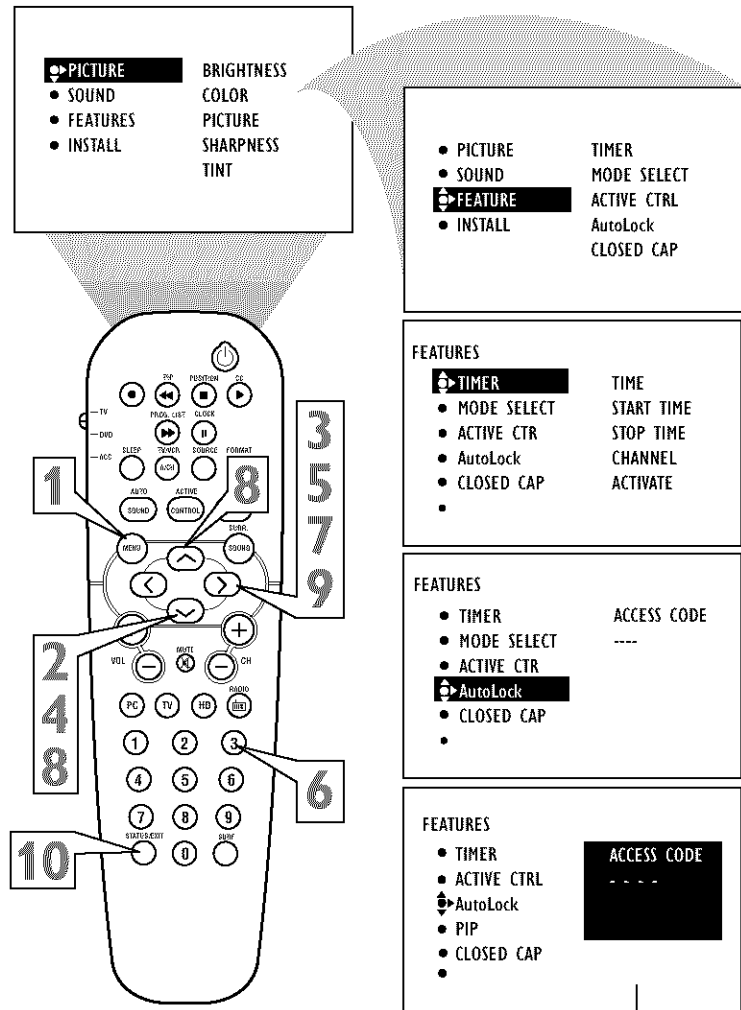 PICTURE BRIGHTNESS
SOUND COLOR
FEATURES PICTURE
INSTALL SHARPNESS
TINT
PICTURE TIMER
SOUND MODE SELECT
FEATURE ACTIVE CTRL
INSTALL AutoLock
CLOSED CAP
FEATURES
TIMER TIME
MODE SELECT START TIME
ACTIVE CTR STOP TIME
AutoLock CHANNEL
CLOSED CAP ACTIVATE
FEATURES
TIMER ACCESS CODE
MODE SELECT ----
ACTIVE CTR
AutoLock
CLOSED CAP
FEATURES
TIMER ACCESS CODE
ACTIVE CTRL - - - -
AutoLock
PIP
CLOSED CAP
PIP POSITION CC
TV
PROG. LIST CLOCK
DVD
ACC
SLEEP TV/VCR SOURCE FORMAT
A/CH
AUTO ACTIVE
SOUND CONTROL
SURR.
MENU SOUND
1
8
3
5
7
9
2
4
8
+
VOL - MUTE - CH
RADIO
PC TV HD
1 2 3
4 5 6
7 8 9
STATUS/EXIT SURF
0
6
10